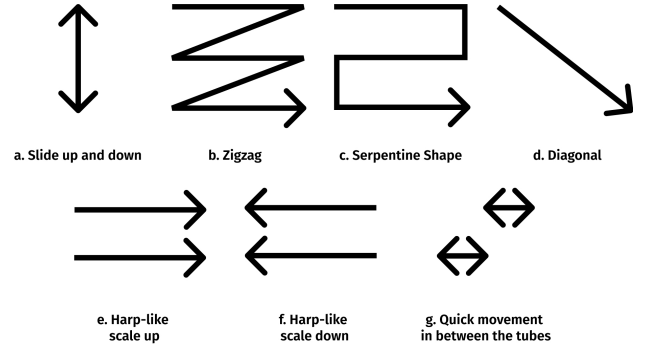 a. Slide up and down
b. Zigzag
c. Serpentine Shape
d. Diagonal
e. Harp-like
scale up
f. Harp-like
scale down
g. Quick movement
in between the tubes